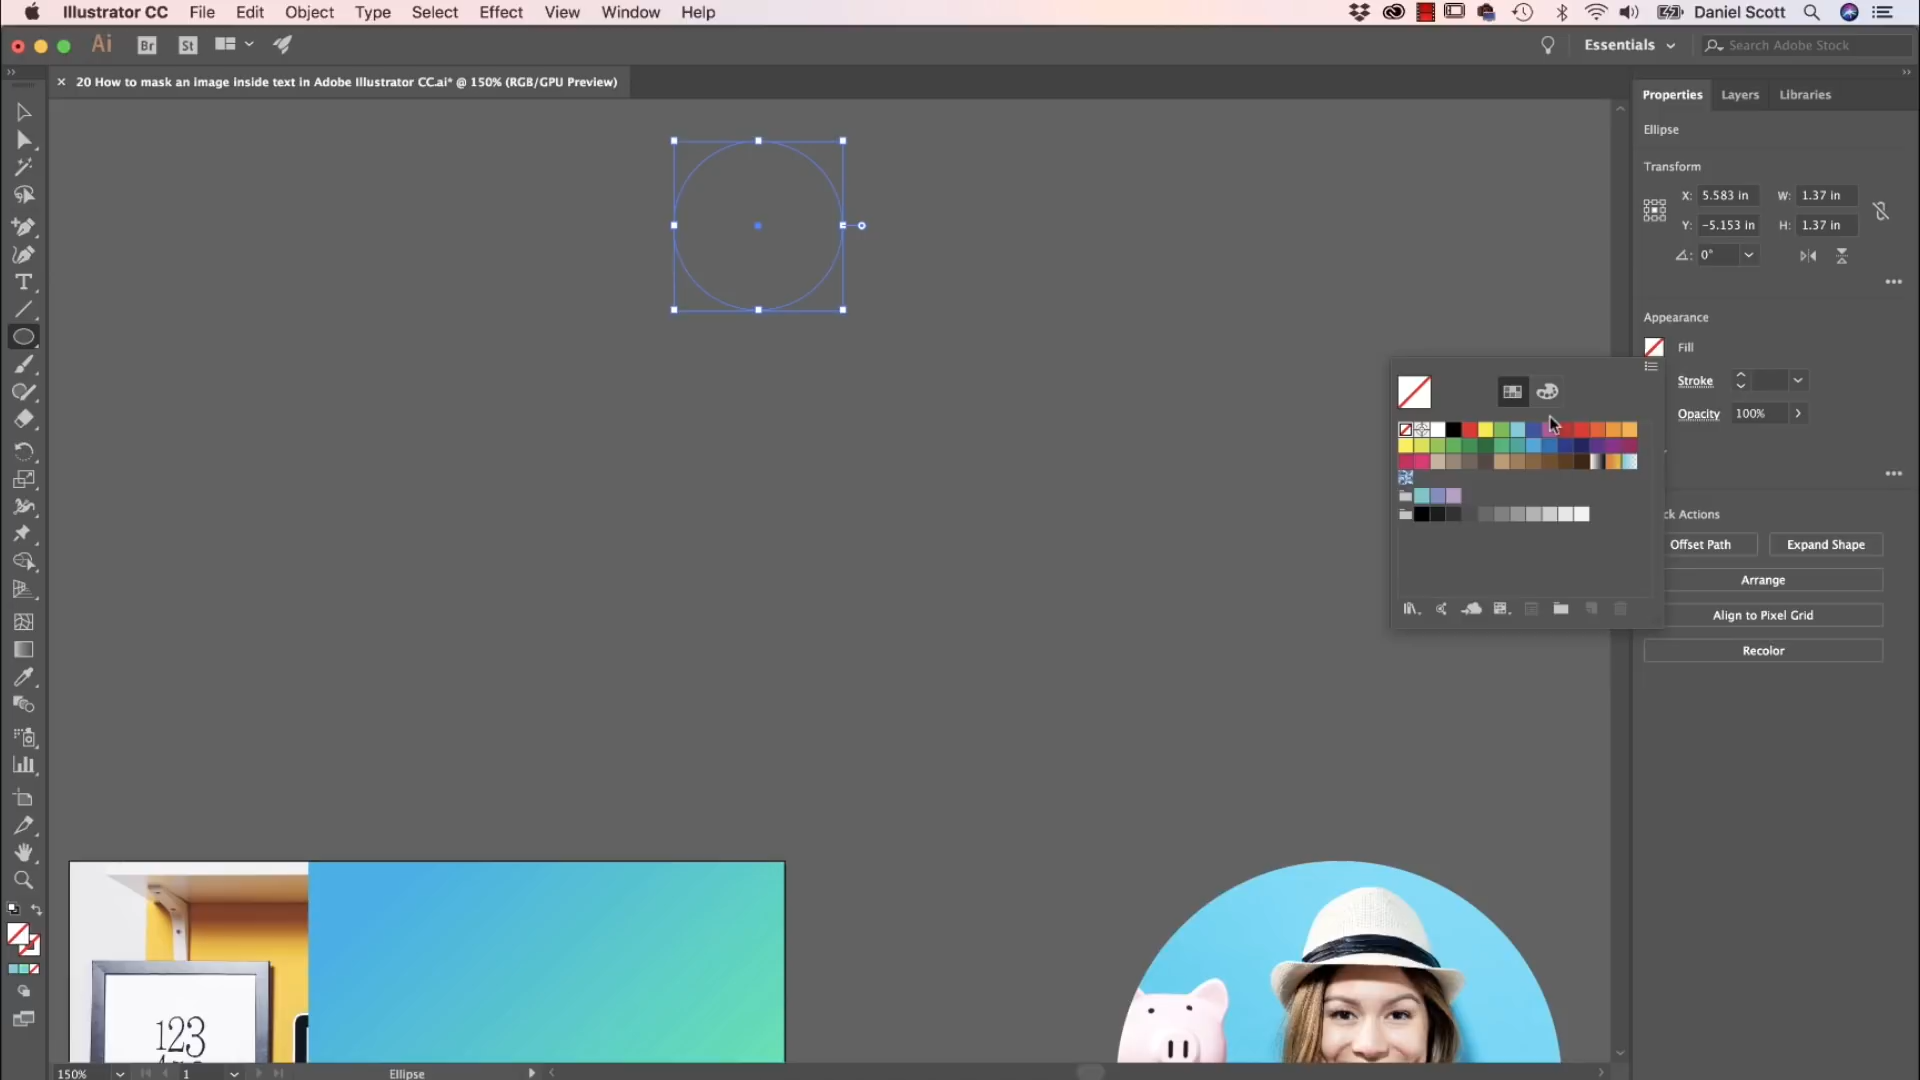 Illustrator CC File Edit Object Type Select Effect View Window Help Daniel Scott
Ai Br St Essentials Search Adobe Stock
20 How to mask an image inside text in Adobe Illustrator CC.ai* @ 150% (RGB/GPU Preview)
Properties Layers Libraries
Ellipse
Transform
X: 5.583 in W: 1.37 in
Y: -5.153 in H: 1.37 in
0°
Appearance
Fill
Stroke
Opacity 100%
ck Actions
Offset Path Expand Shape
Arrange
Align to Pixel Grid
Recolor
123
150% 1 Ellipse